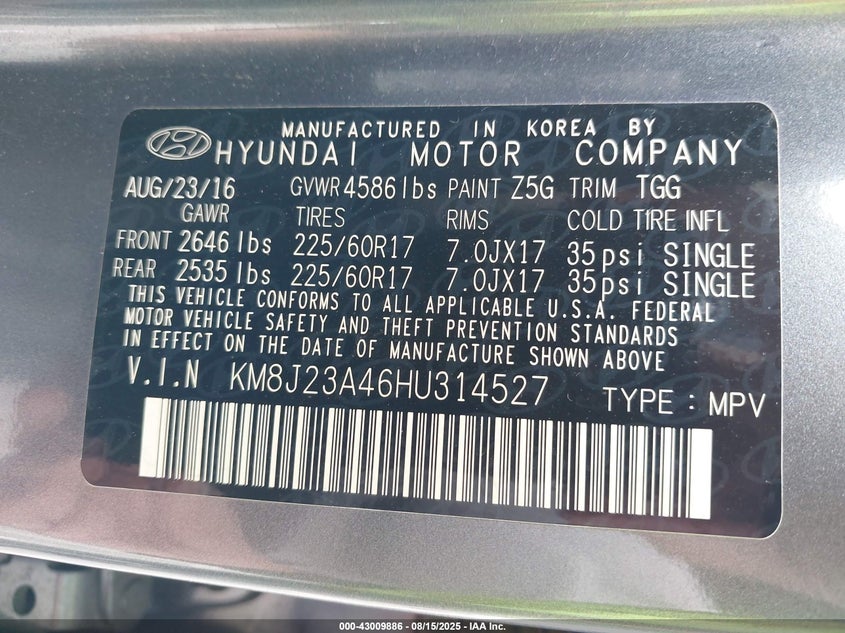 MANUFACTURED IN KOREA BY
HYUNDAI MOTOR COMPANY
AUG/23/16 GVWR 4586 lbs PAINT Z5G TRIM TGG
GAWR TIRES RIMS COLD TIRE INFL
FRONT 2646 lbs 225/60R17 7.0JX17 35psi SINGLE
REAR 2535 lbs 225/60R17 7.0JX17 35psi SINGLE
THIS VEHICLE CONFORMS TO ALL APPLICABLE U.S.A. FEDERAL
MOTOR VEHICLE SAFETY AND THEFT PREVENTION STANDARDS
IN EFFECT ON THE DATE OF MANUFACTURE SHOWN ABOVE
V.I.N KM8J23A46HU314527 TYPE : MPV
000-43009886 - 08/15/2025 - IAA Inc.